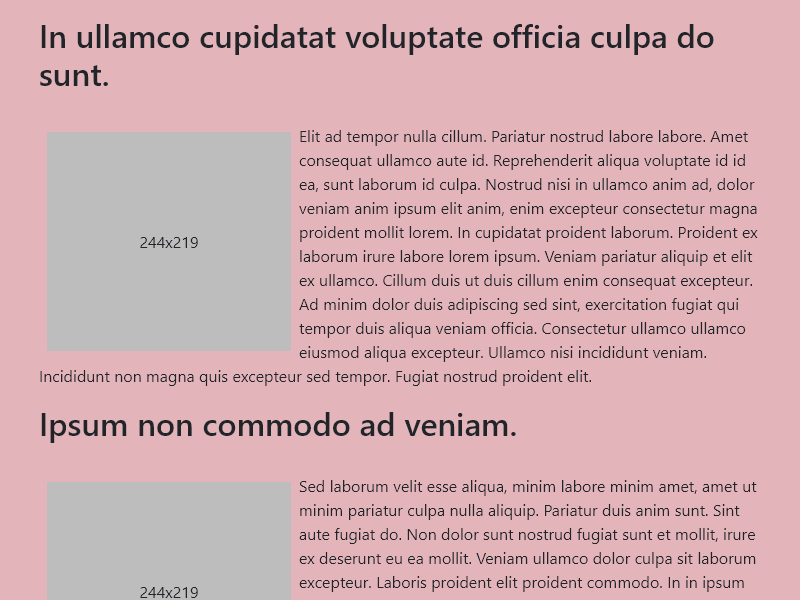 In ullamco cupidatat voluptate officia culpa do
sunt.
244x219
Elit ad tempor nulla cillum. Pariatur nostrud labore labore. Amet
consequat ullamco aute id. Reprehenderit aliqua voluptate id id
ea, sunt laborum id culpa. Nostrud nisi in ullamco anim ad, dolor
veniam anim ipsum elit anim, enim excepteur consectetur magna
proident mollit lorem. In cupidatat proident laborum. Proident ex
laborum irure labore lorem ipsum. Veniam pariatur aliquip et elit
ex ullamco. Cillum duis ut duis cillum enim consequat excepteur.
Ad minim dolor duis adipiscing sed sint, exercitation fugiat qui
tempor duis aliqua veniam officia. Consectetur ullamco ullamco
eiusmod aliqua excepteur. Ullamco nisi incididunt veniam.
Incididunt non magna quis excepteur sed tempor. Fugiat nostrud proident elit.
Ipsum non commodo ad veniam.
244x219
Sed laborum velit esse aliqua, minim labore minim amet, amet ut
minim pariatur culpa nulla aliquip. Pariatur duis anim sunt. Sint
aute fugiat do. Non dolor sunt nostrud fugiat sunt et mollit, irure
ex deserunt eu ea mollit. Veniam ullamco dolor culpa sit laborum
excepteur. Laboris proident elit proident commodo. In in ipsum